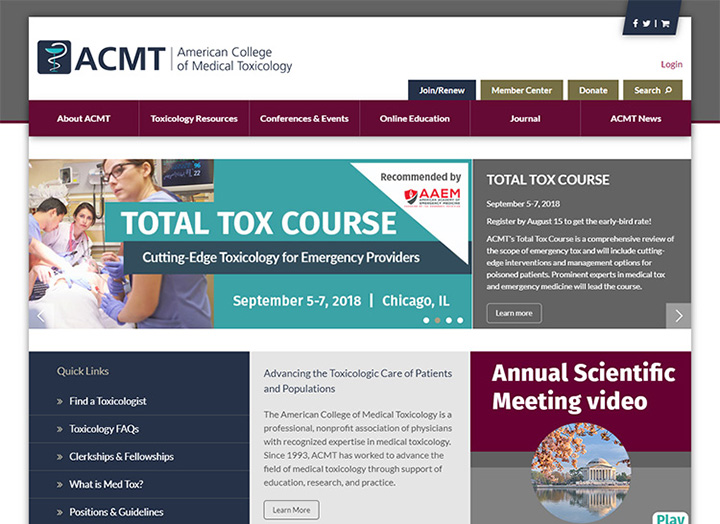 ACMT
American College
of Medical Toxicology
Login
Join/Renew
Member Center
Donate
Search
About ACMT
Toxicology Resources
Conferences & Events
Online Education
Journal
ACMT News
Recommended by
AAEM
TOTAL TOX COURSE
Cutting-Edge Toxicology for Emergency Providers
September 5-7, 2018 | Chicago, IL
TOTAL TOX COURSE
September 5-7, 2018
Register by August 15 to get the early-bird rate!
ACMT's Total Tox Course is a comprehensive review of
the scope of emergency tox and will include cutting-
edge interventions and management options for
poisoned patients. Prominent experts in medical tox
and emergency medicine will lead the course.
Learn more
Quick Links
Find a Toxicologist
Toxicology FAQs
Clerkships & Fellowships
What is Med Tox?
Positions & Guidelines
Advancing the Toxicologic Care of Patients
and Populations
The American College of Medical Toxicology is a
professional, nonprofit association of physicians
with recognized expertise in medical toxicology.
Since 1993, ACMT has worked to advance the
field of medical toxicology through support of
education, research, and practice.
Learn More
Annual Scientific
Meeting video
Play